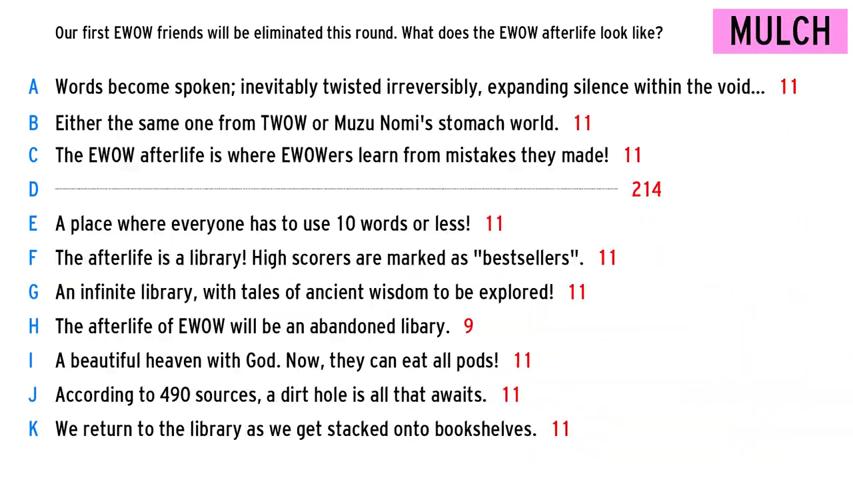 Our first EWOW friends will be eliminated this round. What does the EWOW afterlife look like? MULCH
A Words become spoken; inevitably twisted irreversibly, expanding silence within the void... 11
B Either the same one from TWOW or Muzu Nomi's stomach world. 11
C The EWOW afterlife is where EWOWers learn from mistakes they made! 11
D 214
E A place where everyone has to use 10 words or less! 11
F The afterlife is a library! High scorers are marked as "bestsellers". 11
G An infinite library, with tales of ancient wisdom to be explored! 11
H The afterlife of EWOW will be an abandoned libary. 9
I A beautiful heaven with God. Now, they can eat all pods! 11
J According to 490 sources, a dirt hole is all that awaits. 11
K We return to the library as we get stacked onto bookshelves. 11